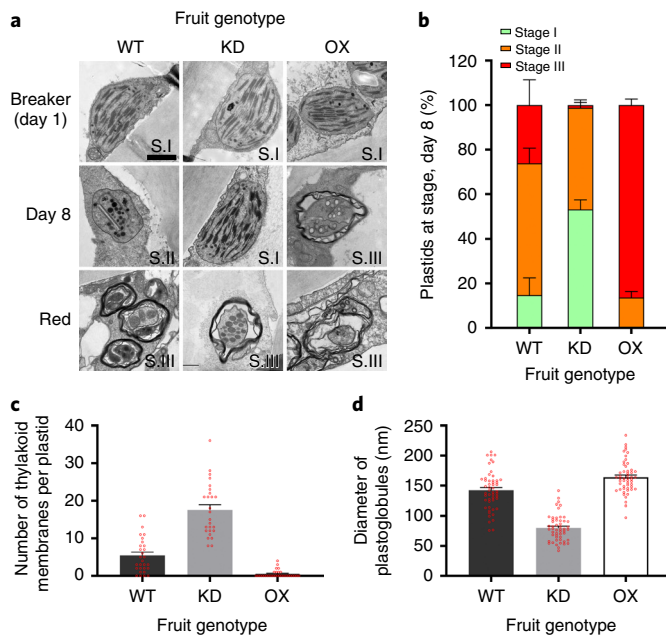 a
Fruit genotype
WT KD OX
Breaker
(day 1)
S.I S.I S.I
Day 8
S.II S.I S.III
Red
S.III S.III S.III
b
Stage I
Stage II
Stage III
Plastids at stage, day 8 (%)
120
100
80
60
40
20
0
WT KD OX
Fruit genotype
c
Number of thylakoid
membranes per plastid
40
30
20
10
0
WT KD OX
Fruit genotype
d
Diameter of
plastoglobules (nm)
250
200
150
100
50
0
WT KD OX
Fruit genotype